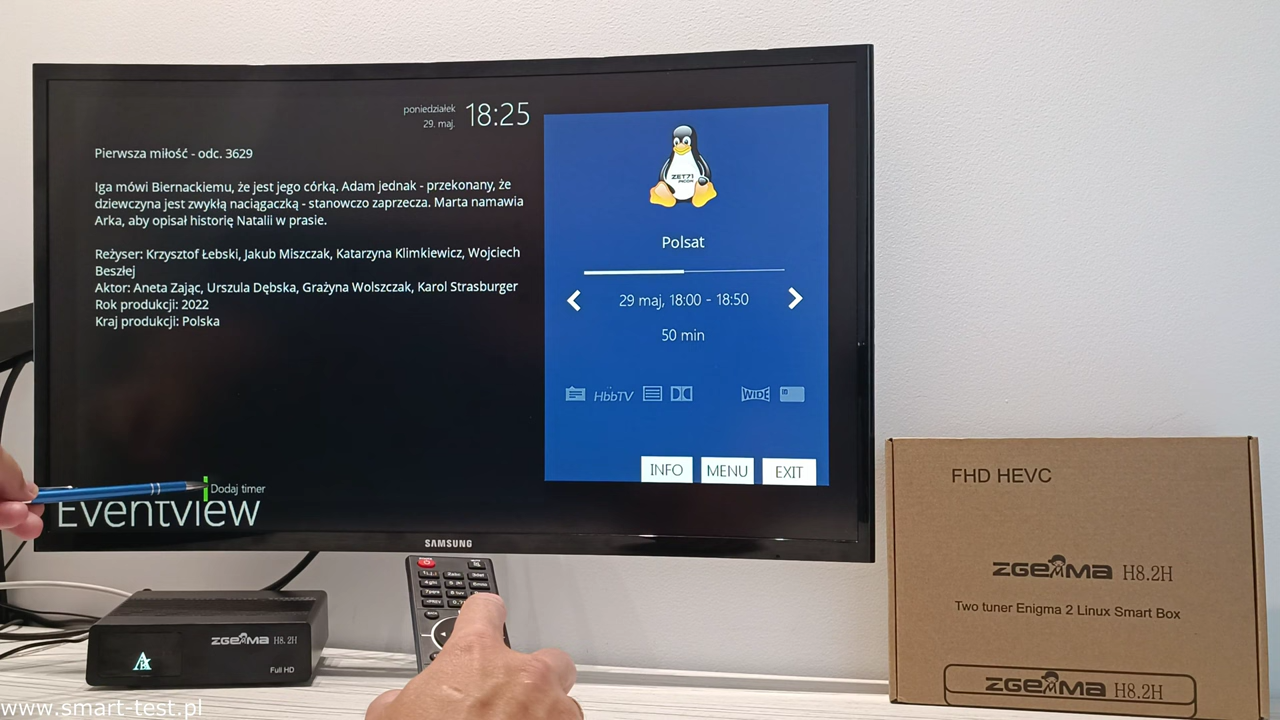 poniedziałek
29. maj.
18:25
Pierwsza miłość - odc. 3629
Iga mówi Biernackiemu, że jest jego córką. Adam jednak - przekonany, że
dziewczyna jest zwykłą naciągaczką - stanowczo zaprzecza. Marta namawia
Arka, aby opisał historię Natalii w prasie.
Reżyser: Krzysztof Łebski, Jakub Miszczak, Katarzyna Klimkiewicz, Wojciech
Beszłej
Aktor: Aneta Zając, Urszula Dębska, Grażyna Wolszczak, Karol Strasburger
Rok produkcji: 2022
Kraj produkcji: Polska
ZET71
Polsat
29 maj, 18:00 - 18:50
50 min
HbbTV
WIDE
INFO MENU EXIT
Dodaj timer
Eventview
SAMSUNG
ZGEMMA H8.2H
Full HD
FHD HEVC
ZGEMMA H8.2H
Two tuner Enigma 2 Linux Smart Box
ZGEMMA H8.2H
www.smart-test.pl